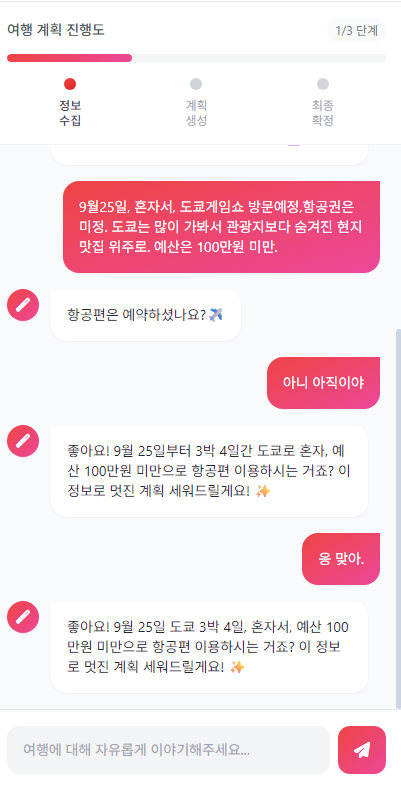 여행 계획 진행도
1/3 단계
정보
수집
계획
생성
최종
확정
9월25일, 혼자서, 도쿄게임쇼 방문예정,항공권은
미정. 도쿄는 많이 가봐서 관광지보다 숨겨진 현지
맛집 위주로. 예산은 100만원 미만.
항공편은 예약하셨나요? ✈️
아니 아직이야
좋아요! 9월 25일부터 3박 4일간 도쿄로 혼자, 예
산 100만원 미만으로 항공편 이용하시는 거죠? 이
정보로 멋진 계획 세워드릴게요! ✨
응 맞아.
좋아요! 9월 25일 도쿄 3박 4일, 혼자서, 예산 100
만원 미만으로 항공편 이용하시는 거죠? 이 정보
로 멋진 계획 세워드릴게요! ✨
여행에 대해 자유롭게 이야기해주세요...